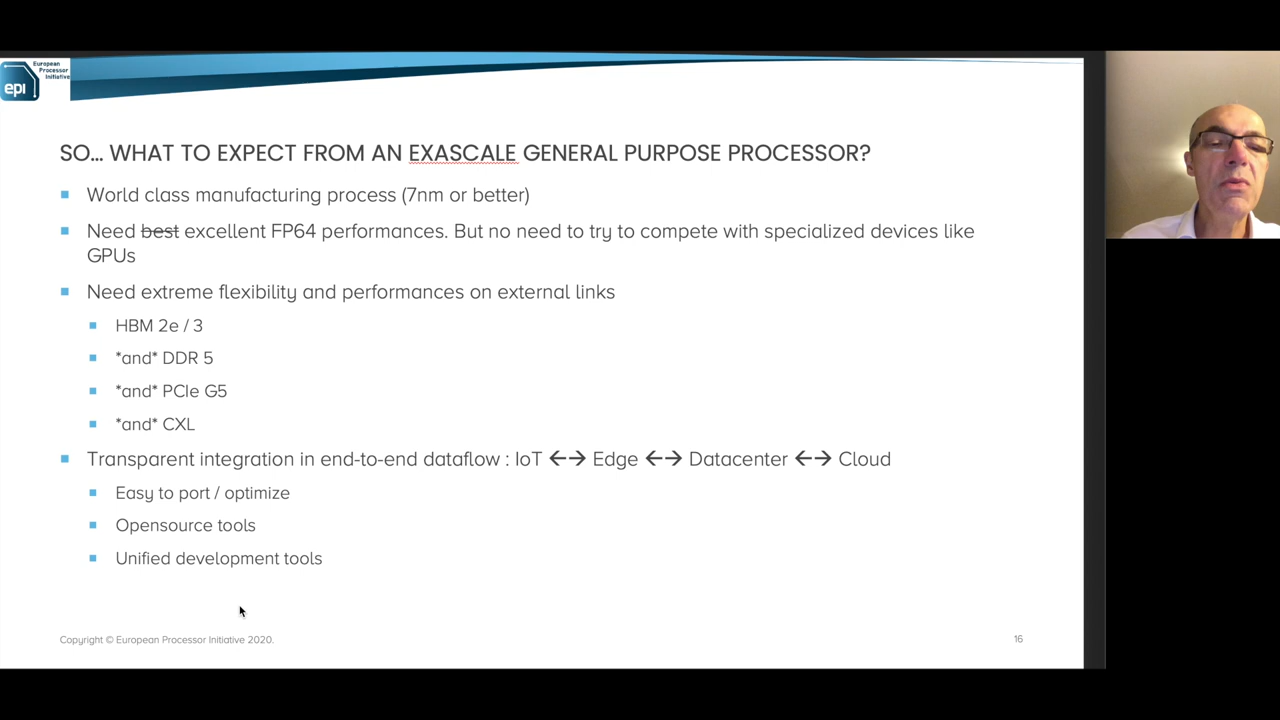 European
Processor
Initiative
epi
SO... WHAT TO EXPECT FROM AN EXASCALE GENERAL PURPOSE PROCESSOR?
World class manufacturing process (7nm or better)
Need best excellent FP64 performances. But no need to try to compete with specialized devices like
GPUs
Need extreme flexibility and performances on external links
HBM 2e / 3
*and* DDR 5
*and* PCIe G5
*and* CXL
Transparent integration in end-to-end dataflow : IoT ←→ Edge ←→ Datacenter ←→ Cloud
Easy to port / optimize
Opensource tools
Unified development tools
Copyright © European Processor Initiative 2020.
16